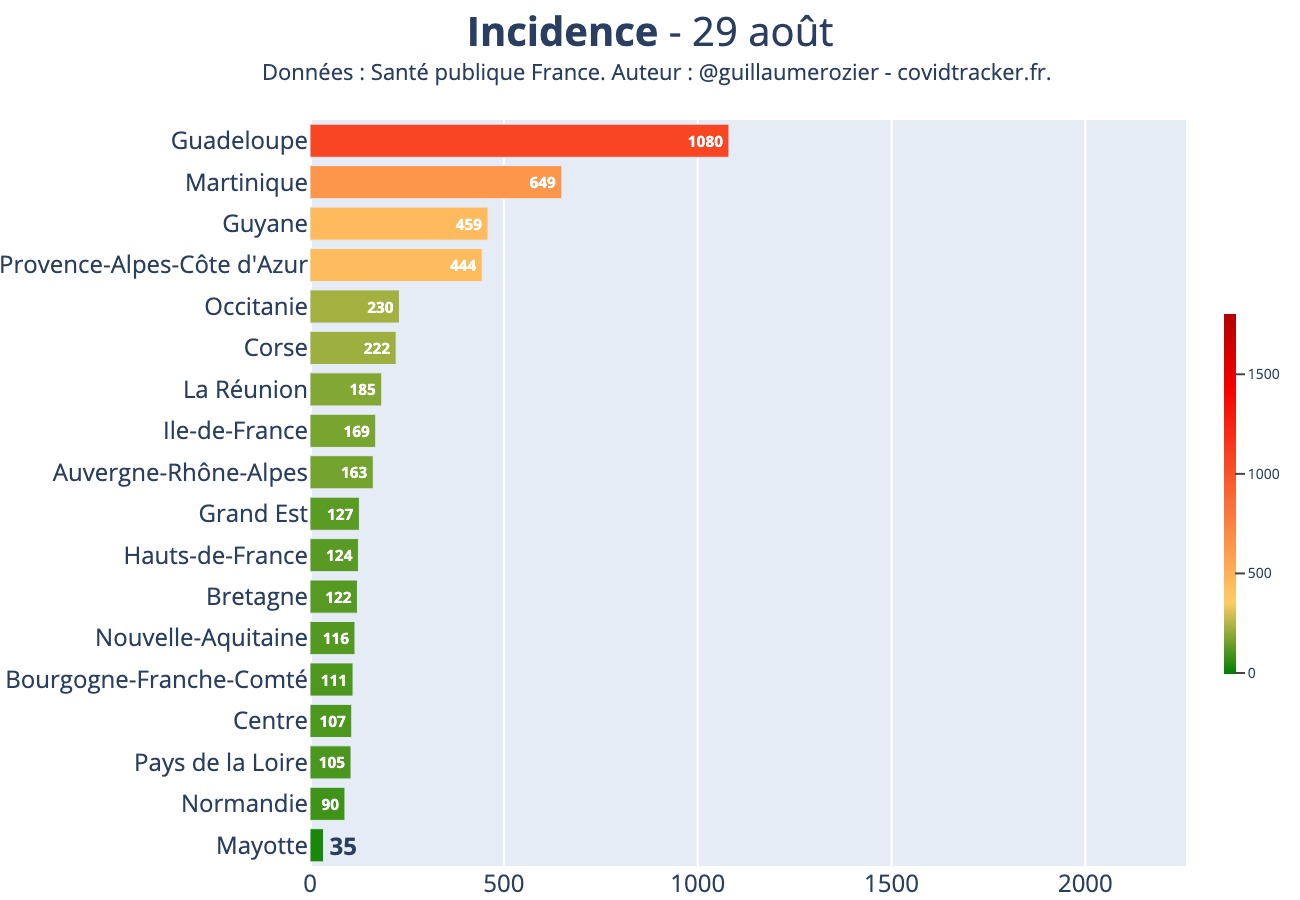 Incidence - 29 août
Données : Santé publique France. Auteur : @guillaumerozier - covidtracker.fr.
Guadeloupe 1080
Martinique 649
Guyane 459
Provence-Alpes-Côte d'Azur 444
Occitanie 230
Corse 222
La Réunion 185
Ile-de-France 169
Auvergne-Rhône-Alpes 163
Grand Est 127
Hauts-de-France 124
Bretagne 122
Nouvelle-Aquitaine 116
Bourgogne-Franche-Comté 111
Centre 107
Pays de la Loire 105
Normandie 90
Mayotte 35
0 500 1000 1500 2000
1500
1000
500
0